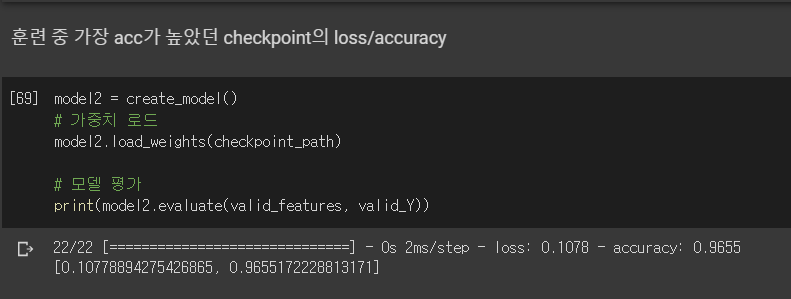 훈련 중 가장 acc가 높았던 checkpoint의 loss/accuracy
[69] model2 = create_model()
# 가중치 로드
model2.load_weights(checkpoint_path)
# 모델 평가
print(model2.evaluate(valid_features, valid_Y))
22/22 [==============================] - 0s 2ms/step - loss: 0.1078 - accuracy: 0.9655
[0.10778894275426865, 0.9655172228813171]